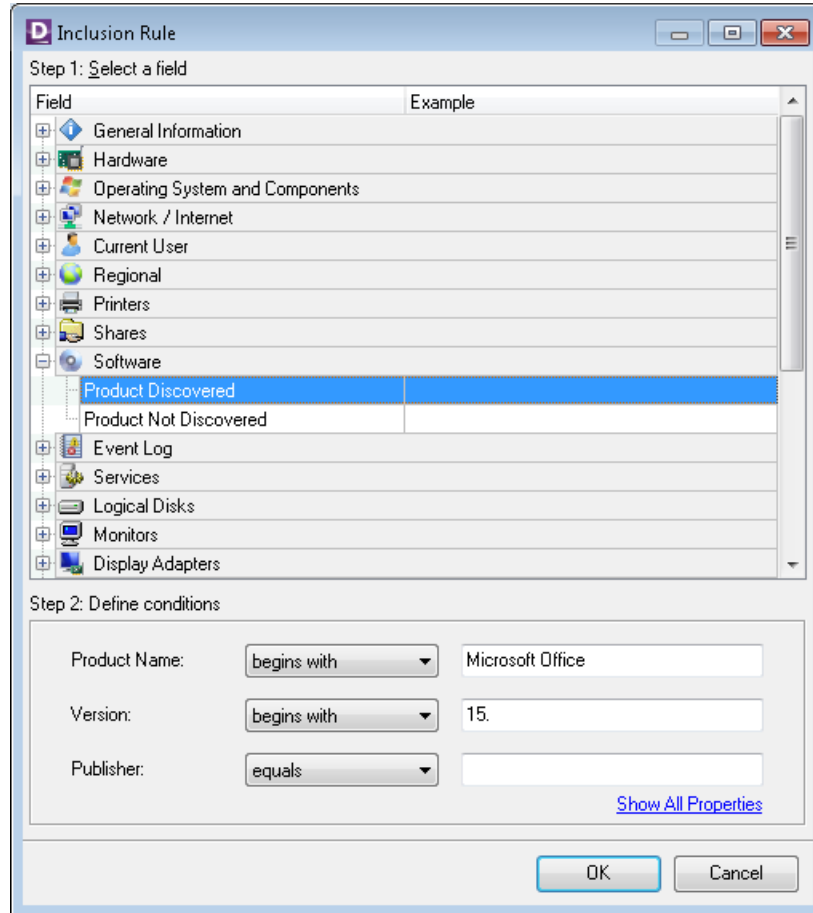 Inclusion Rule
Step 1: Select a field
Field Example
General Information
Hardware
Operating System and Components
Network / Internet
Current User
Regional
Printers
Shares
Software
Product Discovered
Product Not Discovered
Event Log
Services
Logical Disks
Monitors
Display Adapters
Step 2: Define conditions
Product Name: begins with Microsoft Office
Version: begins with 15.
Publisher: equals
Show All Properties
OK Cancel